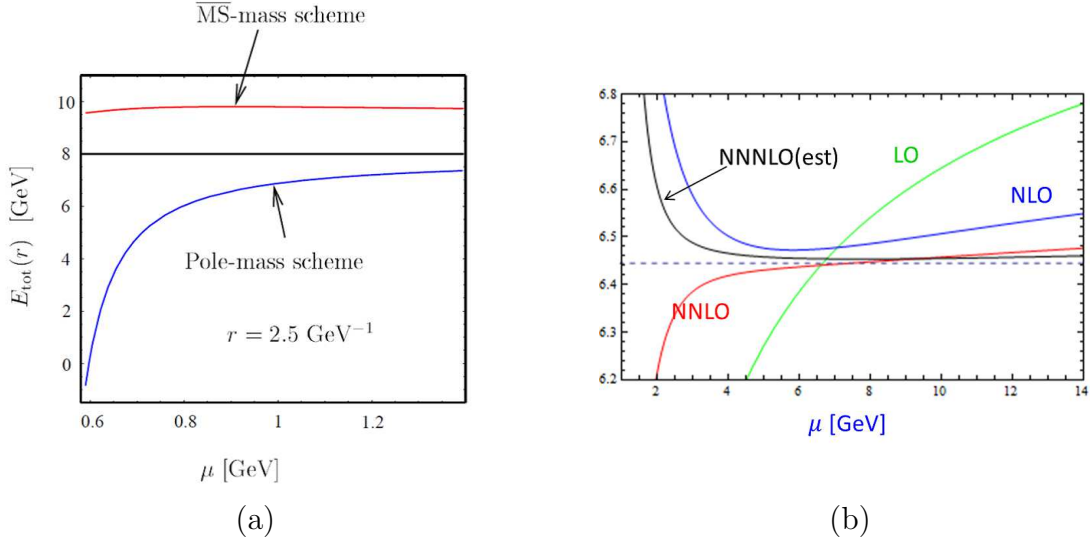 M̅S̅-mass scheme
10
8
6
4
2
0
E_tot(r) [GeV]
Pole-mass scheme
r = 2.5 GeV⁻¹
0.6 0.8 1 1.2
μ [GeV]
(a)
6.8
6.7
6.6
6.5
6.4
6.3
6.2
NNNLO(est)
LO
NLO
NNLO
2 4 6 8 10 12 14
μ [GeV]
(b)